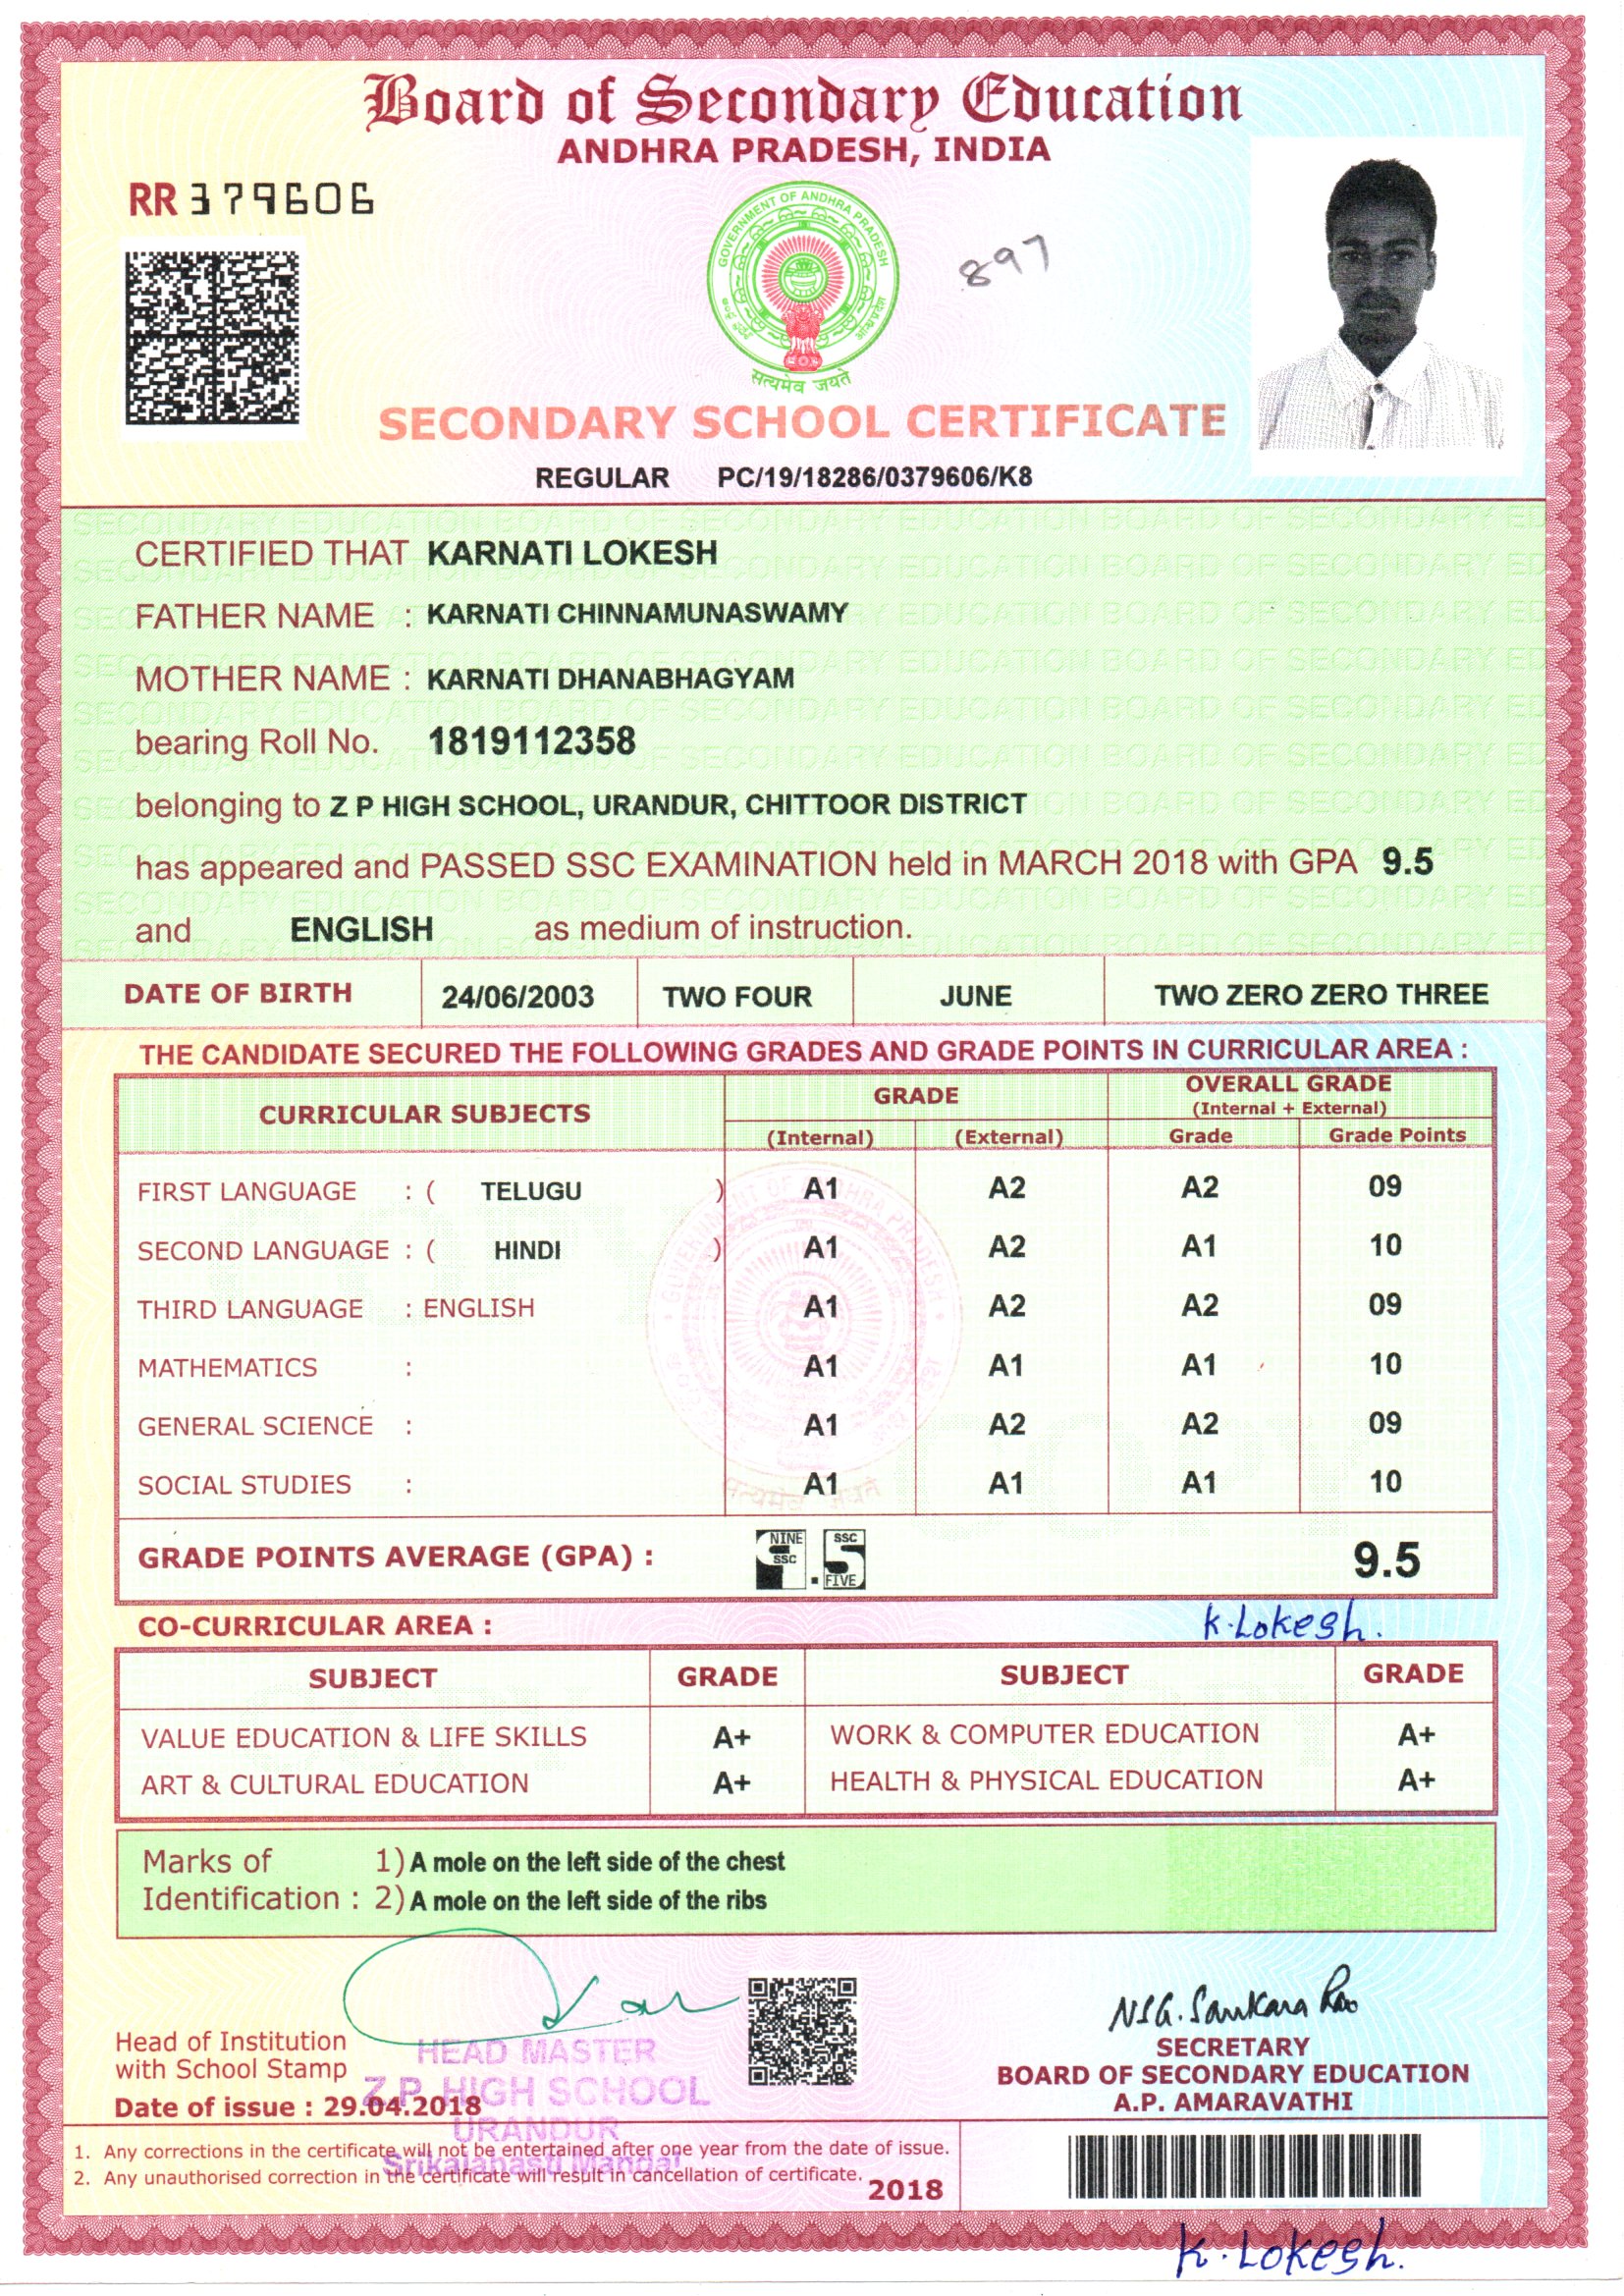 Board of Secondary Education
ANDHRA PRADESH, INDIA
RR 379606
GOVERNMENT OF ANDHRA PRADESH
897
सत्यमेव जयते
SECONDARY SCHOOL CERTIFICATE
REGULAR PC/19/18286/0379606/K8
CERTIFIED THAT KARNATI LOKESH
FATHER NAME : KARNATI CHINNAMUNASWAMY
MOTHER NAME : KARNATI DHANABHAGYAM
bearing Roll No. 1819112358
belonging to Z P HIGH SCHOOL, URANDUR, CHITTOOR DISTRICT
has appeared and PASSED SSC EXAMINATION held in MARCH 2018 with GPA 9.5
and ENGLISH as medium of instruction.
DATE OF BIRTH 24/06/2003 TWO FOUR JUNE TWO ZERO ZERO THREE
THE CANDIDATE SECURED THE FOLLOWING GRADES AND GRADE POINTS IN CURRICULAR AREA :
CURRICULAR SUBJECTS GRADE OVERALL GRADE
(Internal + External)
(Internal) (External) Grade Grade Points
FIRST LANGUAGE : ( TELUGU ) A1 A2 A2 09
SECOND LANGUAGE : ( HINDI ) A1 A2 A1 10
THIRD LANGUAGE : ENGLISH A1 A2 A2 09
MATHEMATICS : A1 A1 A1 10
GENERAL SCIENCE : A1 A2 A2 09
SOCIAL STUDIES : A1 A1 A1 10
GRADE POINTS AVERAGE (GPA) : NINE SSC 9.5 SSC FIVE 9.5
CO-CURRICULAR AREA : K.Lokesh.
SUBJECT GRADE SUBJECT GRADE
VALUE EDUCATION & LIFE SKILLS A+ WORK & COMPUTER EDUCATION A+
ART & CULTURAL EDUCATION A+ HEALTH & PHYSICAL EDUCATION A+
Marks of 1) A mole on the left side of the chest
Identification : 2) A mole on the left side of the ribs
N.S.G. Sankara Rao
Head of Institution
with School Stamp
HEAD MASTER
Z.P. HIGH SCHOOL
URANDUR
Srikalahasti Mandal
SECRETARY
BOARD OF SECONDARY EDUCATION
A.P. AMARAVATHI
Date of issue : 29.04.2018
1. Any corrections in the certificate will not be entertained after one year from the date of issue.
2. Any unauthorised correction in the certificate will result in cancellation of certificate.
2018
K. Lokesh.